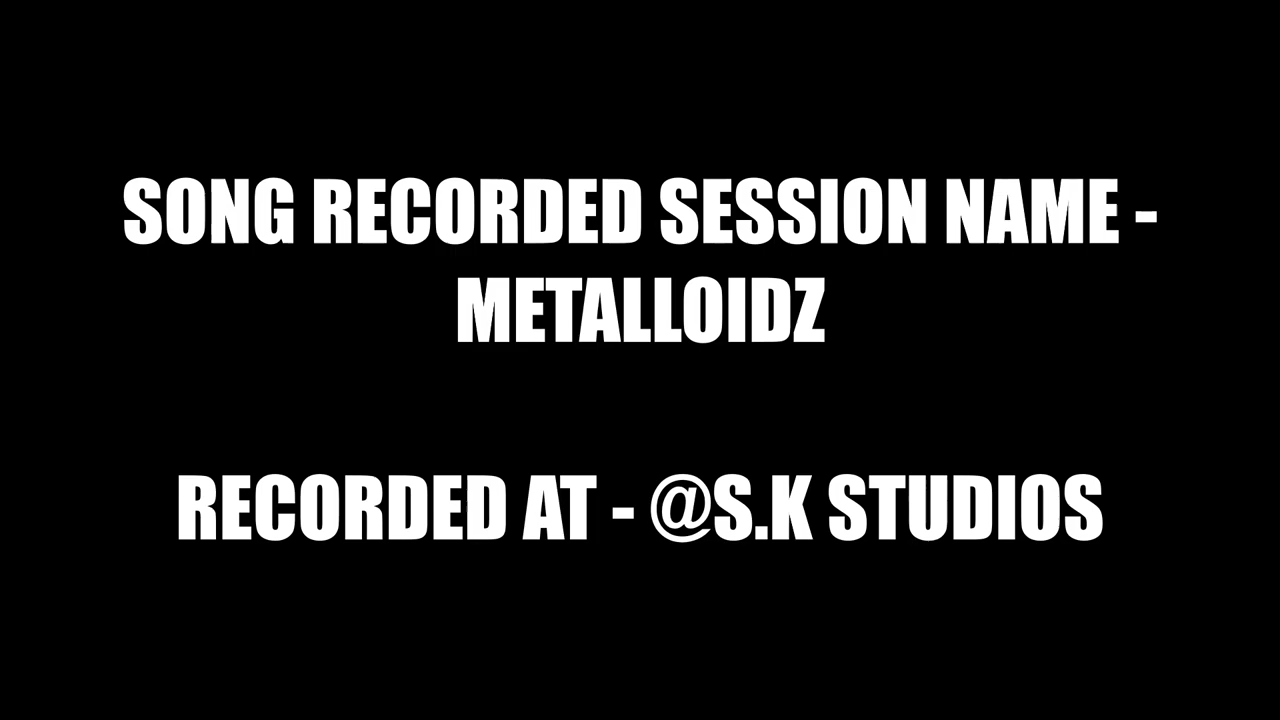 SONG RECORDED SESSION NAME -
METALLOIDZ
RECORDED AT - @S.K STUDIOS